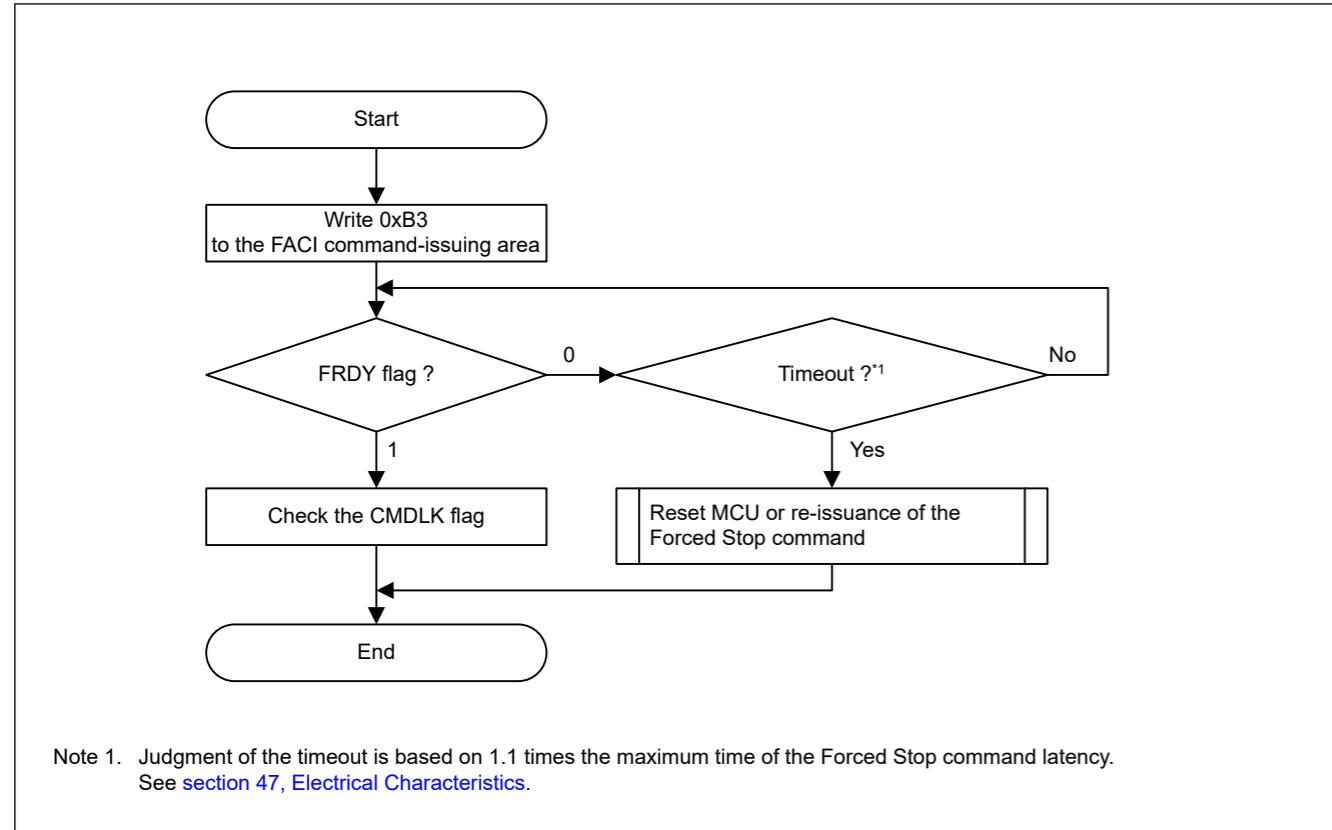 Start
Write 0xB3
to the FACI command-issuing area
FRDY flag ?
0
Timeout ?*1
No
1
Yes
Check the CMDLK flag
Reset MCU or re-issuance of the
Forced Stop command
End
Note 1. Judgment of the timeout is based on 1.1 times the maximum time of the Forced Stop command latency.
See section 47, Electrical Characteristics.